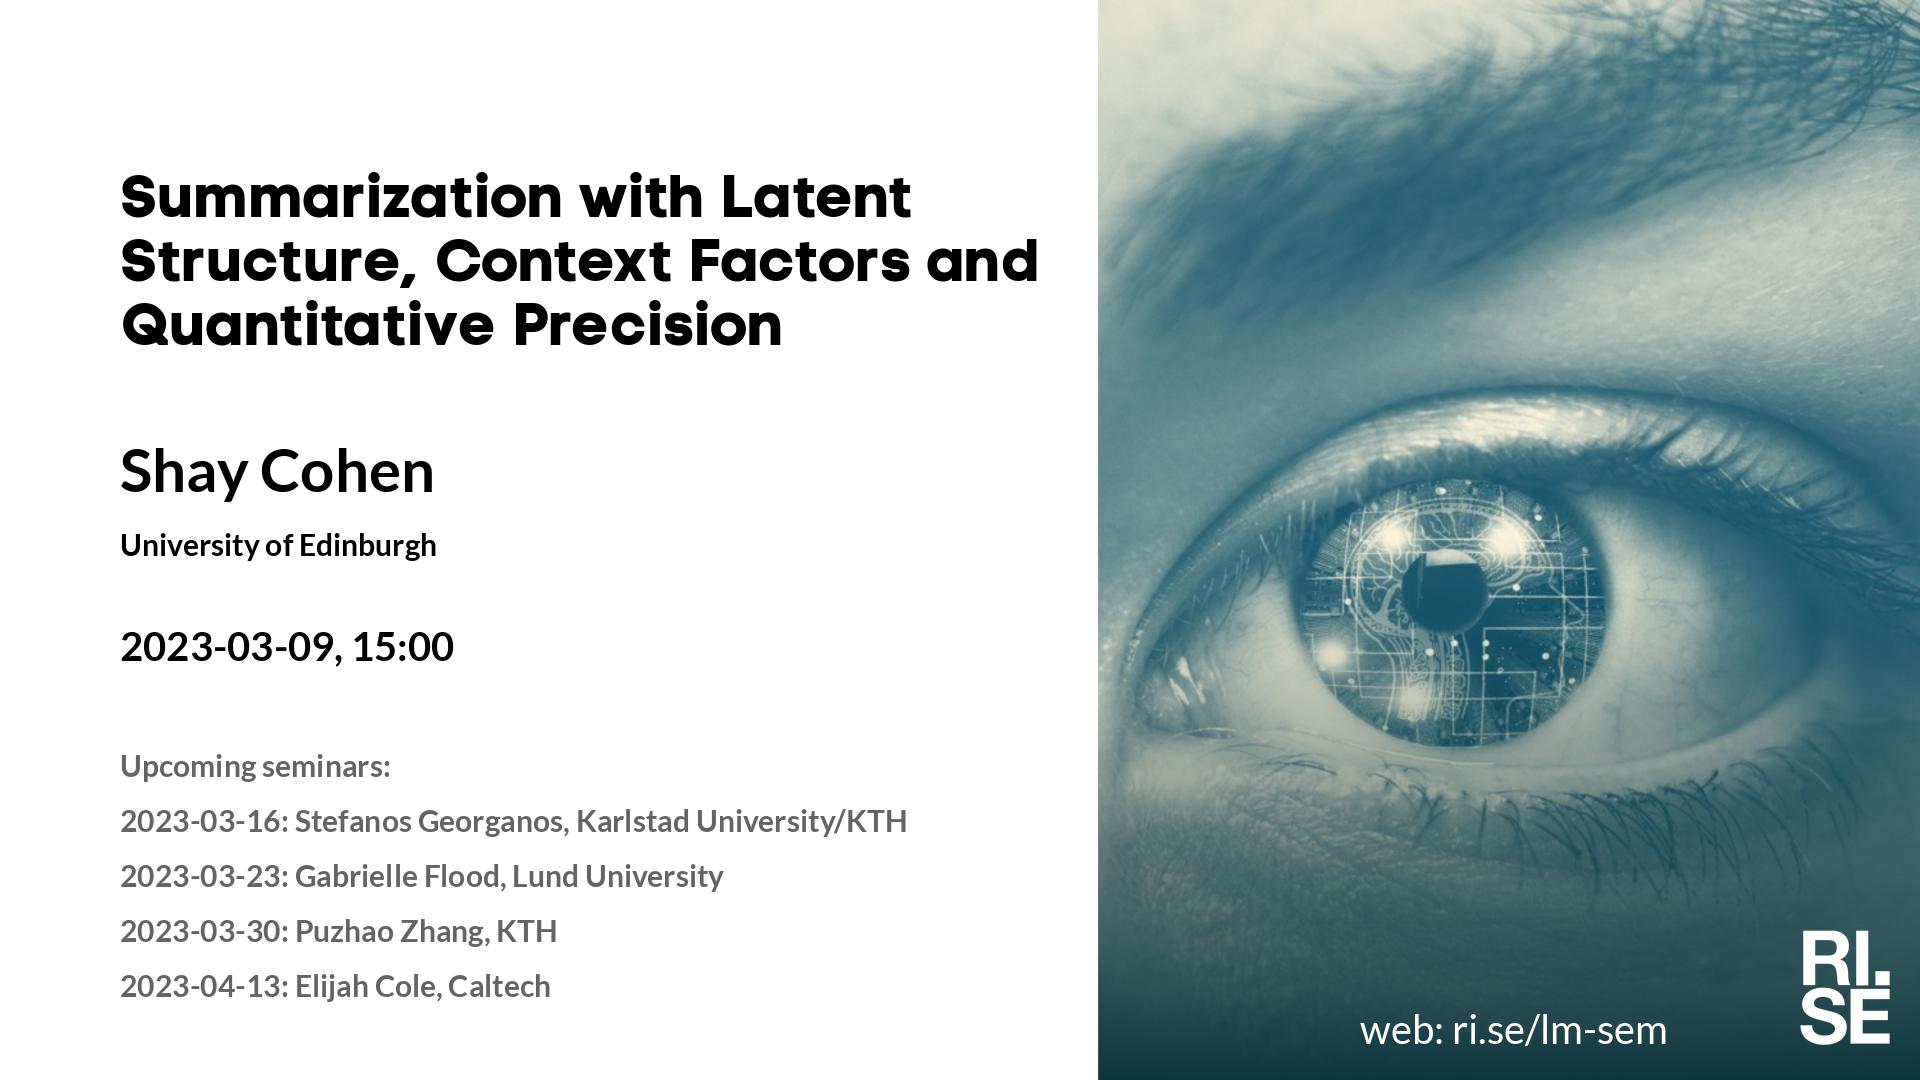 Summarization with Latent
Structure, Context Factors and
Quantitative Precision
Shay Cohen
University of Edinburgh
2023-03-09, 15:00
Upcoming seminars:
2023-03-16: Stefanos Georganos, Karlstad University/KTH
2023-03-23: Gabrielle Flood, Lund University
2023-03-30: Puzhao Zhang, KTH
2023-04-13: Elijah Cole, Caltech
web: ri.se/lm-sem
RI.
SE